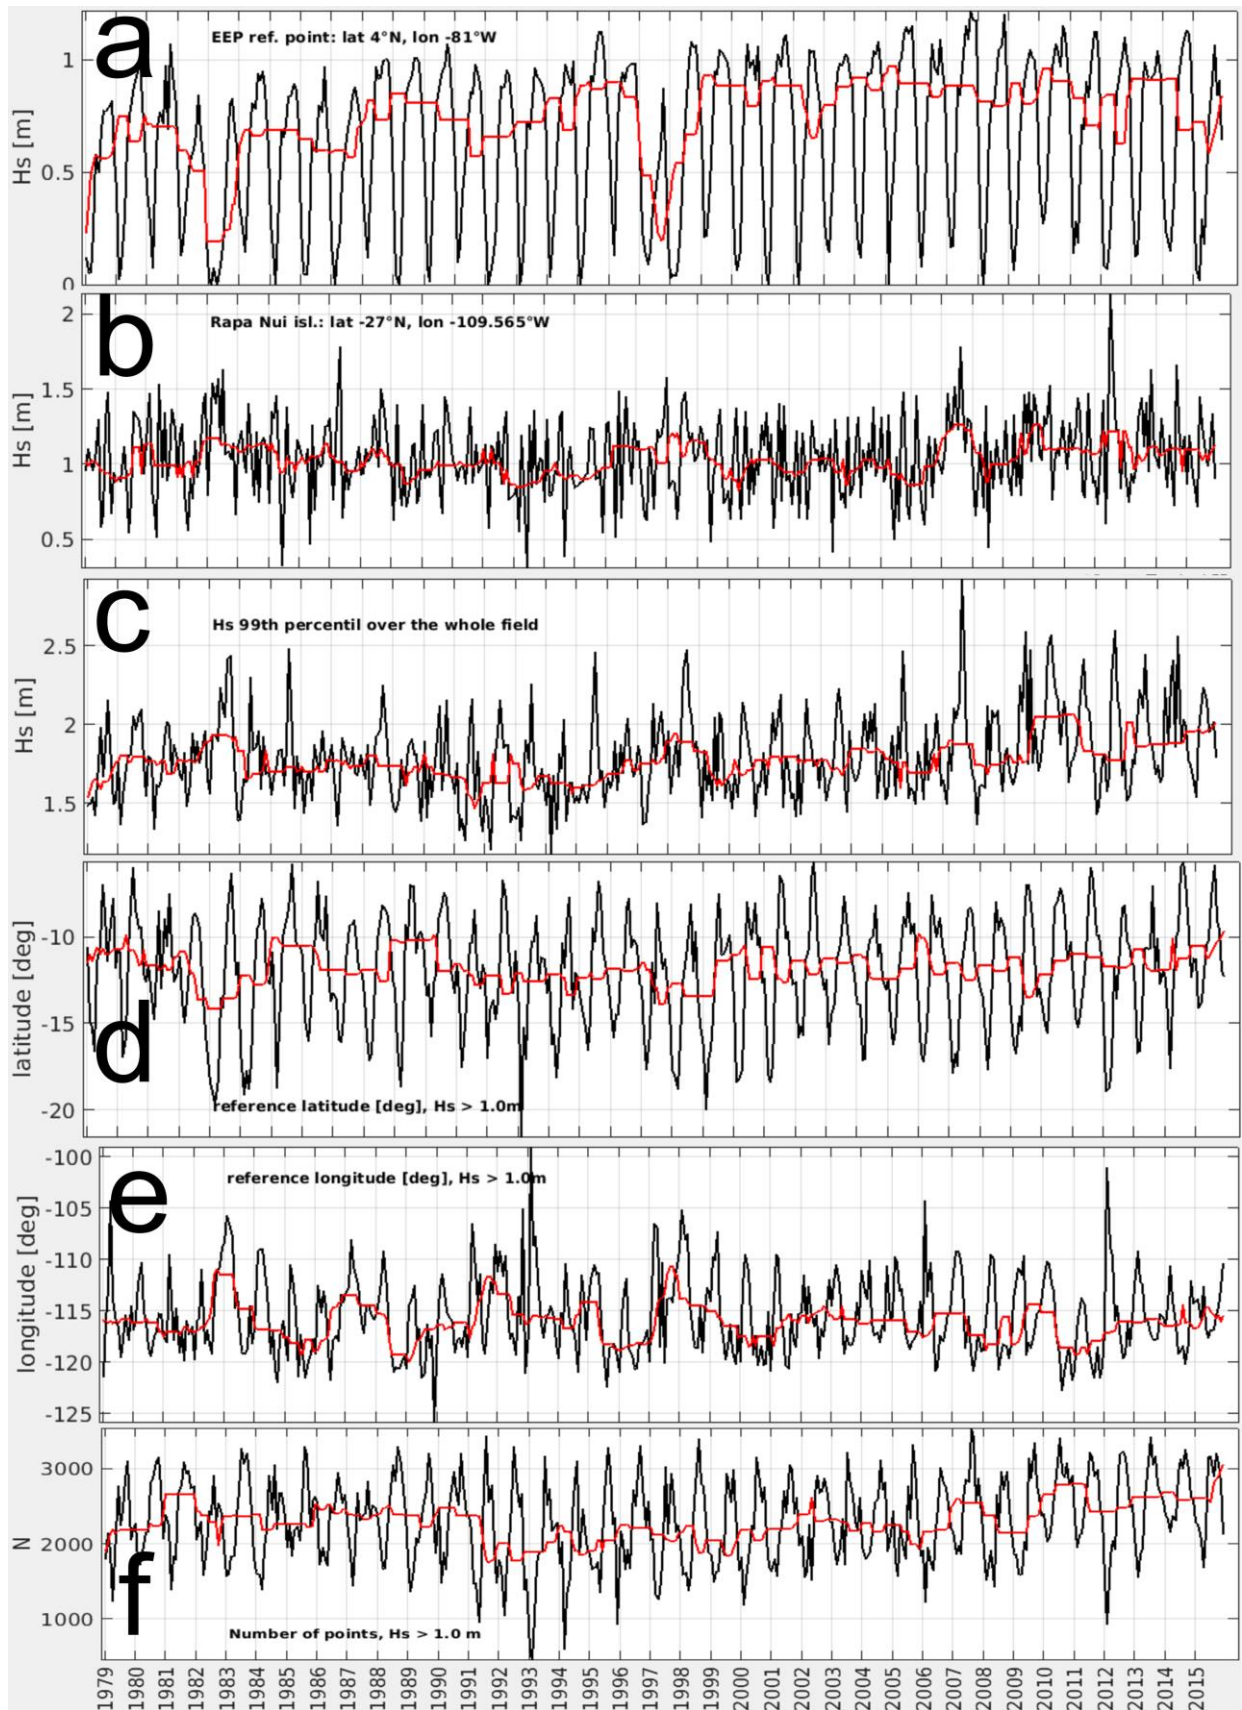 a
EEP ref. point: lat 4°N, lon -81°W
Hs [m]
1
0.5
0
b
Rapa Nui isl.: lat -27°N, lon -109.565°W
Hs [m]
2
1.5
1
0.5
c
Hs 99th percentil over the whole field
Hs [m]
2.5
2
1.5
d
latitude [deg]
-10
-15
-20
reference latitude [deg], Hs > 1.0m
e
reference longitude [deg], Hs > 1.0m
longitude [deg]
-100
-105
-110
-115
-120
-125
f
N
3000
2000
1000
Number of points, Hs > 1.0 m
1979 1980 1981 1982 1983 1984 1985 1986 1987 1988 1989 1990 1991 1992 1993 1994 1995 1996 1997 1998 1999 2000 2001 2002 2003 2004 2005 2006 2007 2008 2009 2010 2011 2012 2013 2014 2015